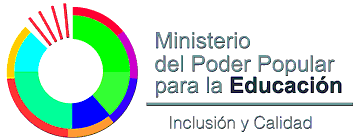 Ministerio
del Poder Popular
para la Educación
Inclusión y Calidad